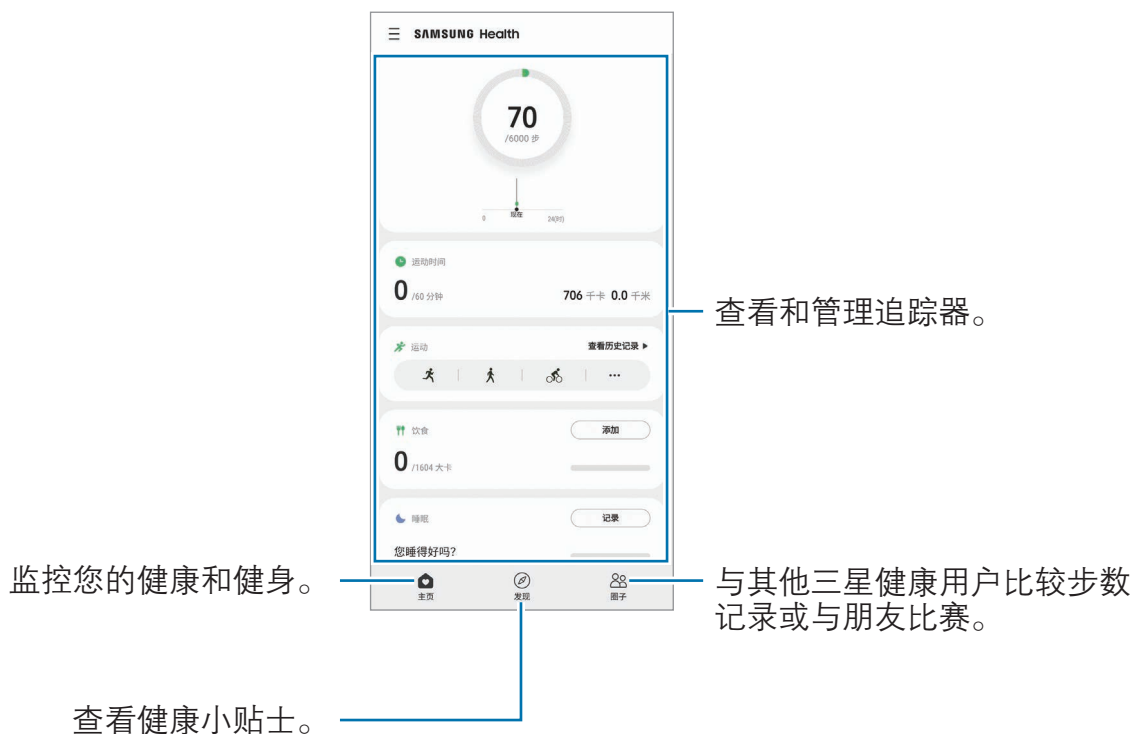 SAMSUNG Health
70
/6000 步
现在
0 24(时)
运动时间
0 /60 分钟 706 千卡 0.0 千米
查看和管理追踪器。
运动 查看历史记录
饮食 添加
0 /1604 大卡
睡眠 记录
您睡得好吗?
监控您的健康和健身。
主页 发现 圈子
与其他三星健康用户比较步数
记录或与朋友比赛。
查看健康小贴士。